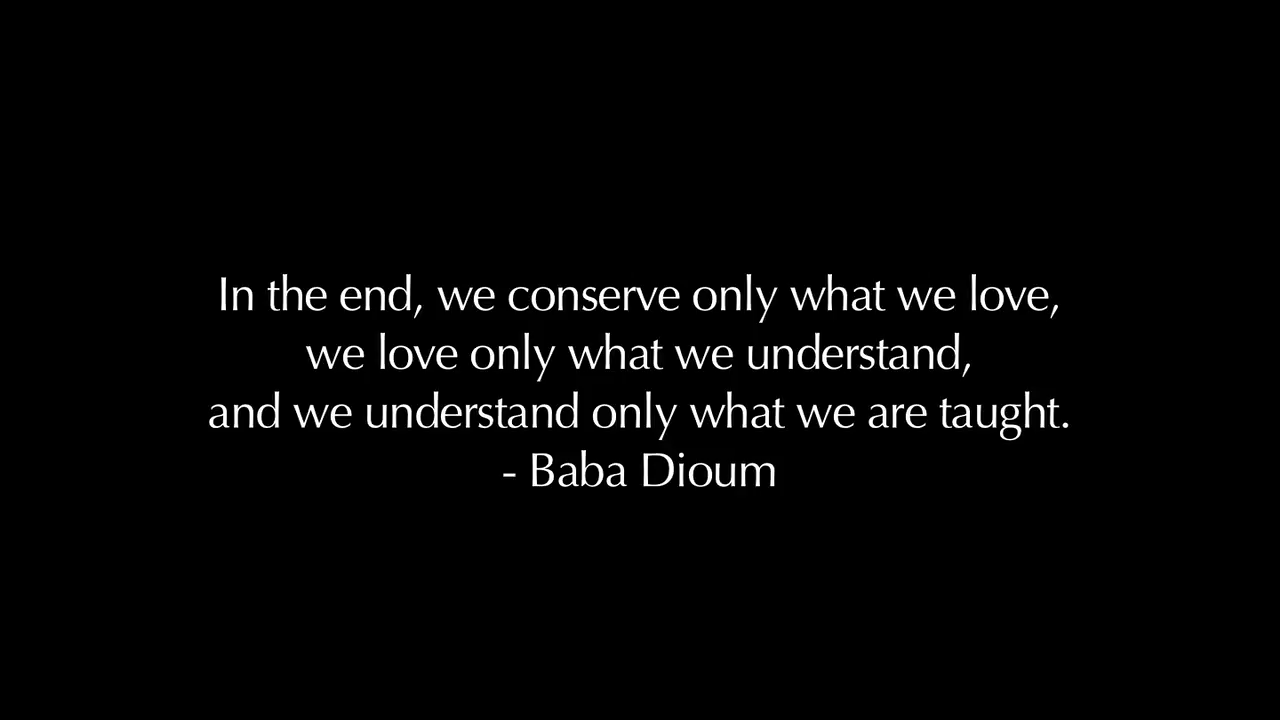 In the end, we conserve only what we love,
we love only what we understand,
and we understand only what we are taught.
- Baba Dioum